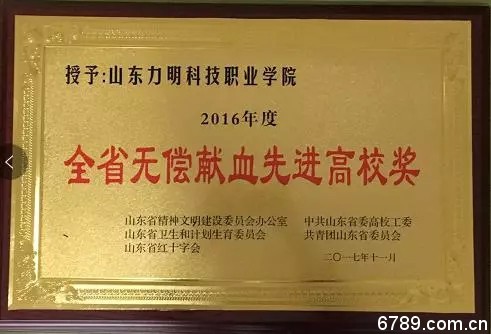 授予:山东力明科技职业学院
2016年度
全省无偿献血先进高校奖
山东省精神文明建设委员会办公室 中共山东省委高校工委
山东省卫生和计划生育委员会 共青团山东省委员会
山东省红十字会
二〇一七年十一月
6789.com.cn